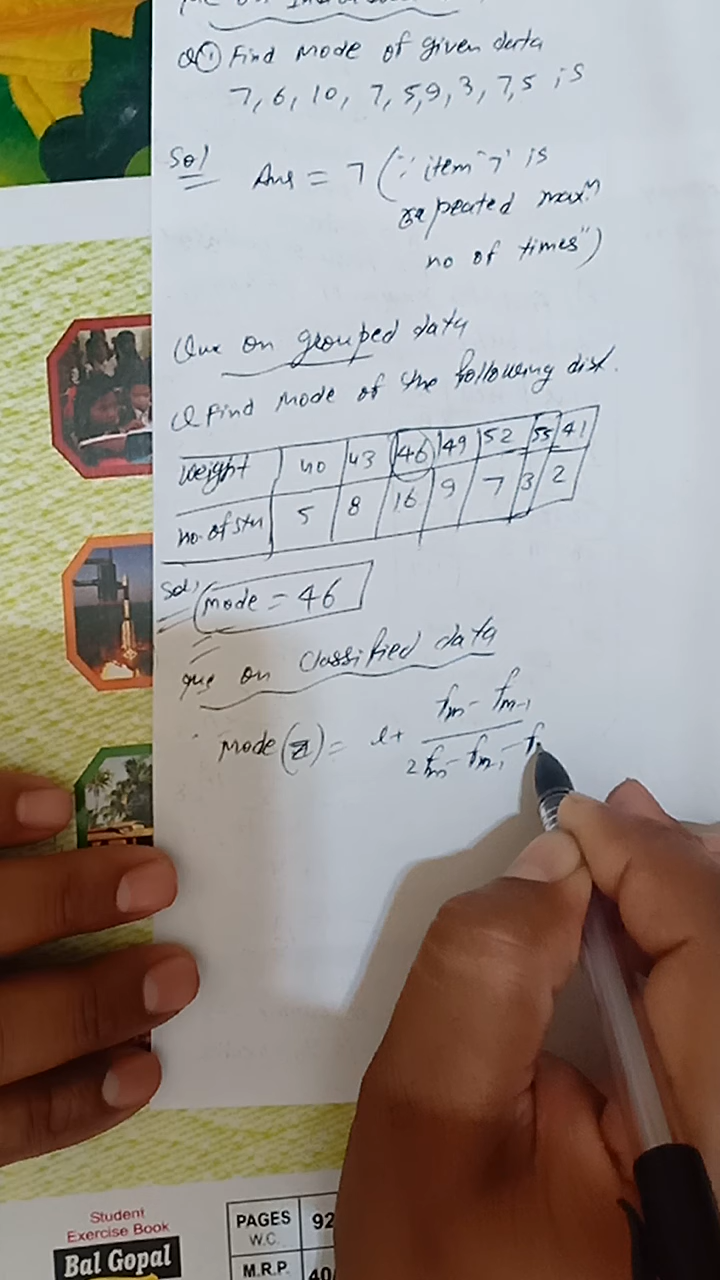 Q① Find Mode of given data
7, 6, 10, 7, 5, 9, 3, 7, 5 is
Sol
Ans = 7 (∵ item "7" is
repeated maxm
no of times")
Que on grouped data
Q Find Mode of the following dist.
weight 40 43 46 49 52 55 41
no. of stu 5 8 16 9 7 3 2
Sol,
Mode = 46
que on Classified data
Mode (z) = l + fm - fm-1
2fm - fm-1 - f
Student
Exercise Book
Bal Gopal
PAGES 92
W.C.
M.R.P. 40